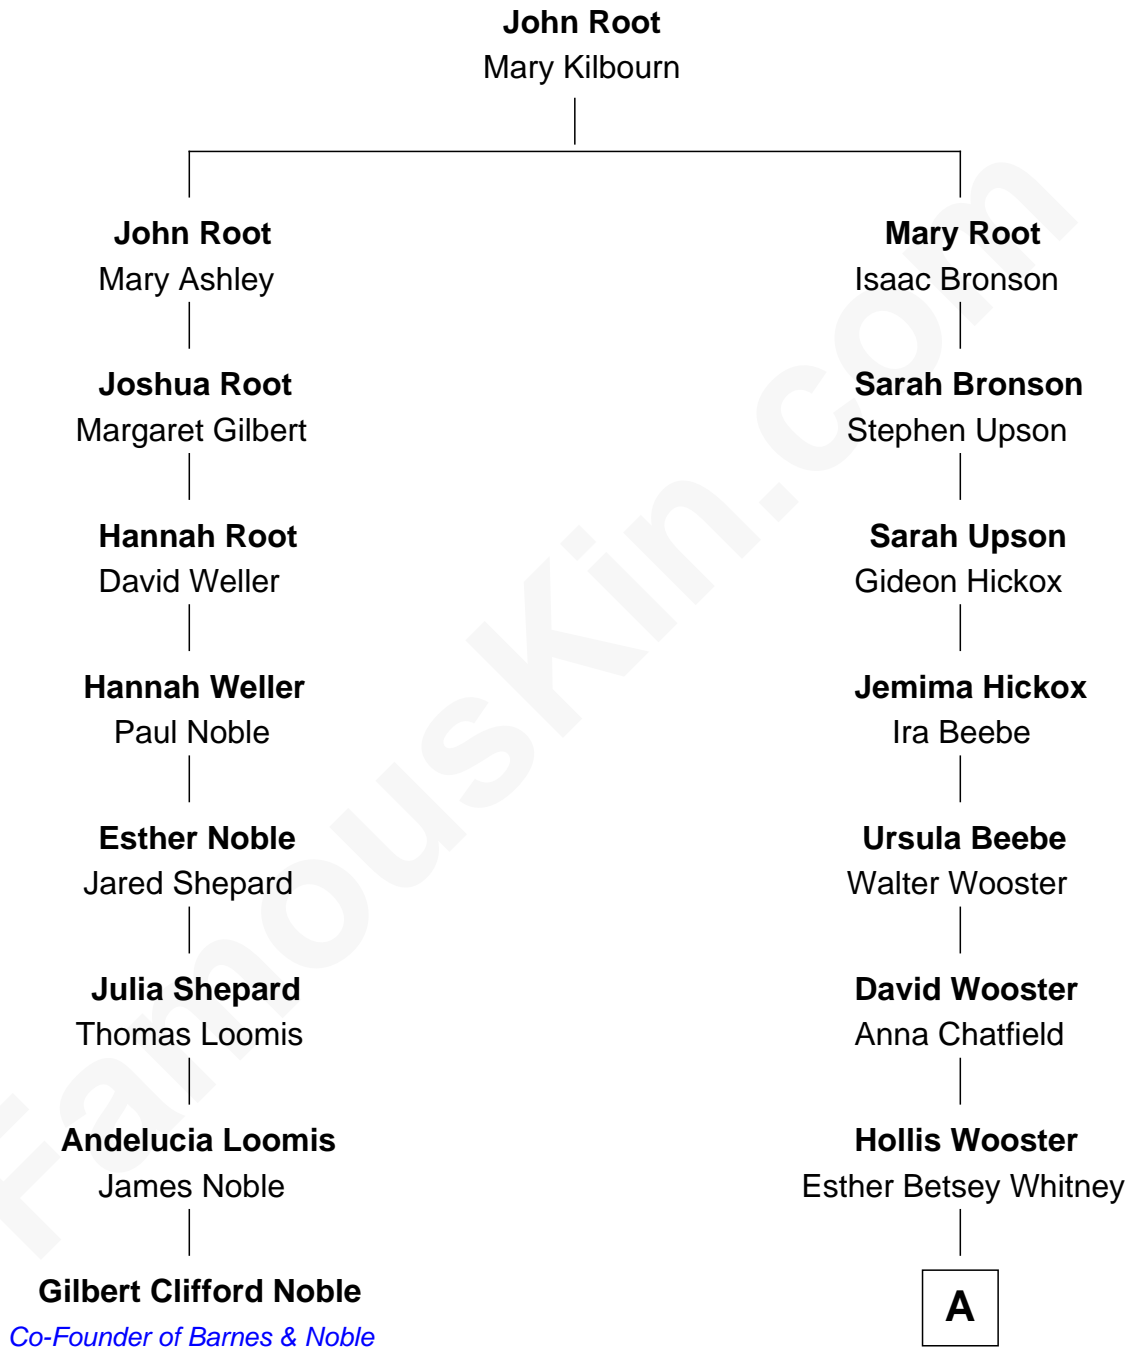 John Root
Mary Kilbourn
John Root
Mary Ashley
Mary Root
Isaac Bronson
Joshua Root
Margaret Gilbert
Sarah Bronson
Stephen Upson
Hannah Root
David Weller
Sarah Upson
Gideon Hickox
Hannah Weller
Paul Noble
Jemima Hickox
Ira Beebe
Esther Noble
Jared Shepard
Ursula Beebe
Walter Wooster
Julia Shepard
Thomas Loomis
David Wooster
Anna Chatfield
Andelucia Loomis
James Noble
Hollis Wooster
Esther Betsey Whitney
Gilbert Clifford Noble
Co-Founder of Barnes & Noble
A
FamousKin.com